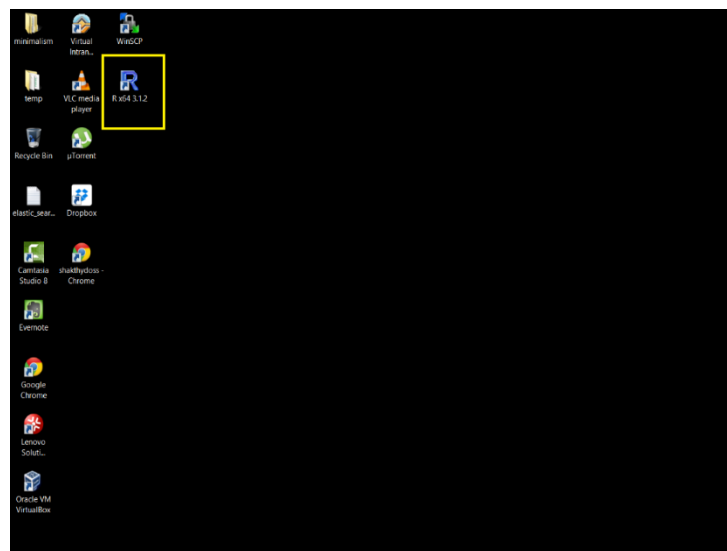 minimalism
Virtual
Intran...
WinSCP
temp
VLC media
player
R x64 3.1.2
Recycle Bin
µTorrent
elastic_sear...
Dropbox
Camtasia
Studio 8
shakthydoss -
Chrome
Evernote
Google
Chrome
Lenovo
Soluti...
Oracle VM
VirtualBox